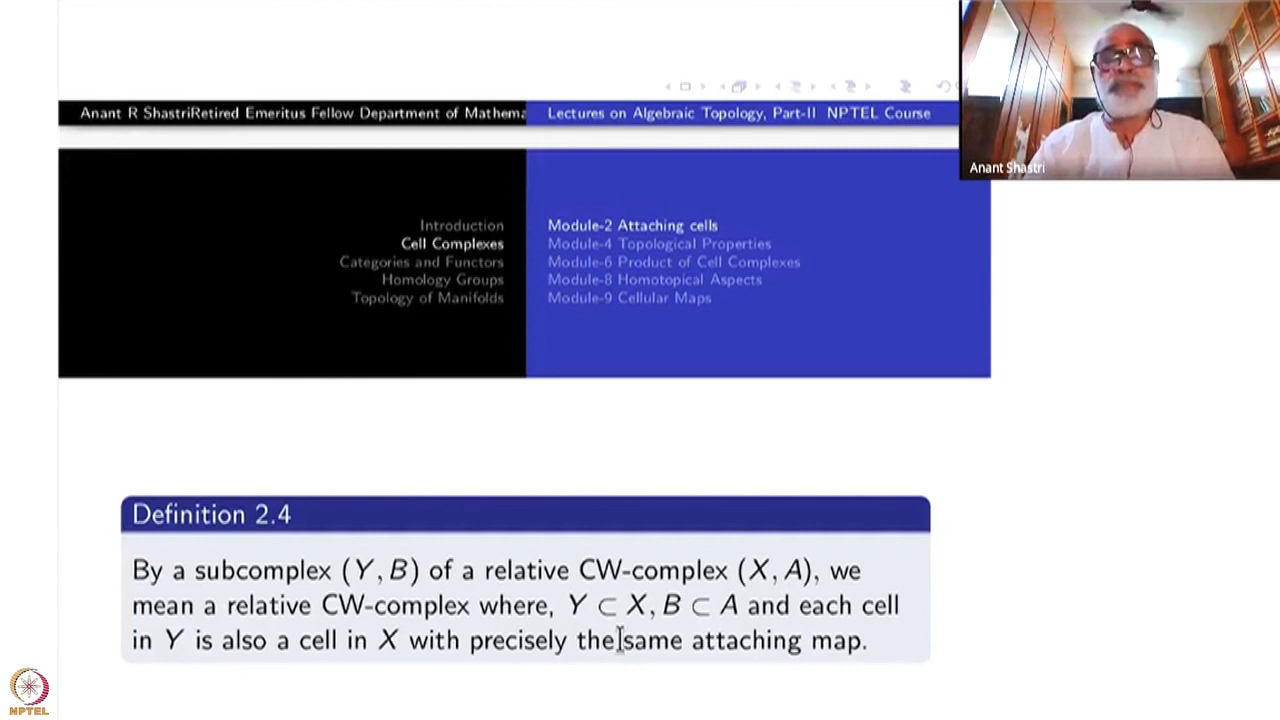 Anant R ShastriRetired Emeritus Fellow Department of Mathema
Lectures on Algebraic Topology, Part-II NPTEL Course
Anant Shastri
Introduction
Cell Complexes
Categories and Functors
Homology Groups
Topology of Manifolds
Module-2 Attaching cells
Module-4 Topological Properties
Module-6 Product of Cell Complexes
Module-8 Homotopical Aspects
Module-9 Cellular Maps
Definition 2.4
By a subcomplex (Y, B) of a relative CW-complex (X, A), we
mean a relative CW-complex where, Y ⊂ X, B ⊂ A and each cell
in Y is also a cell in X with precisely the same attaching map.
NPTEL